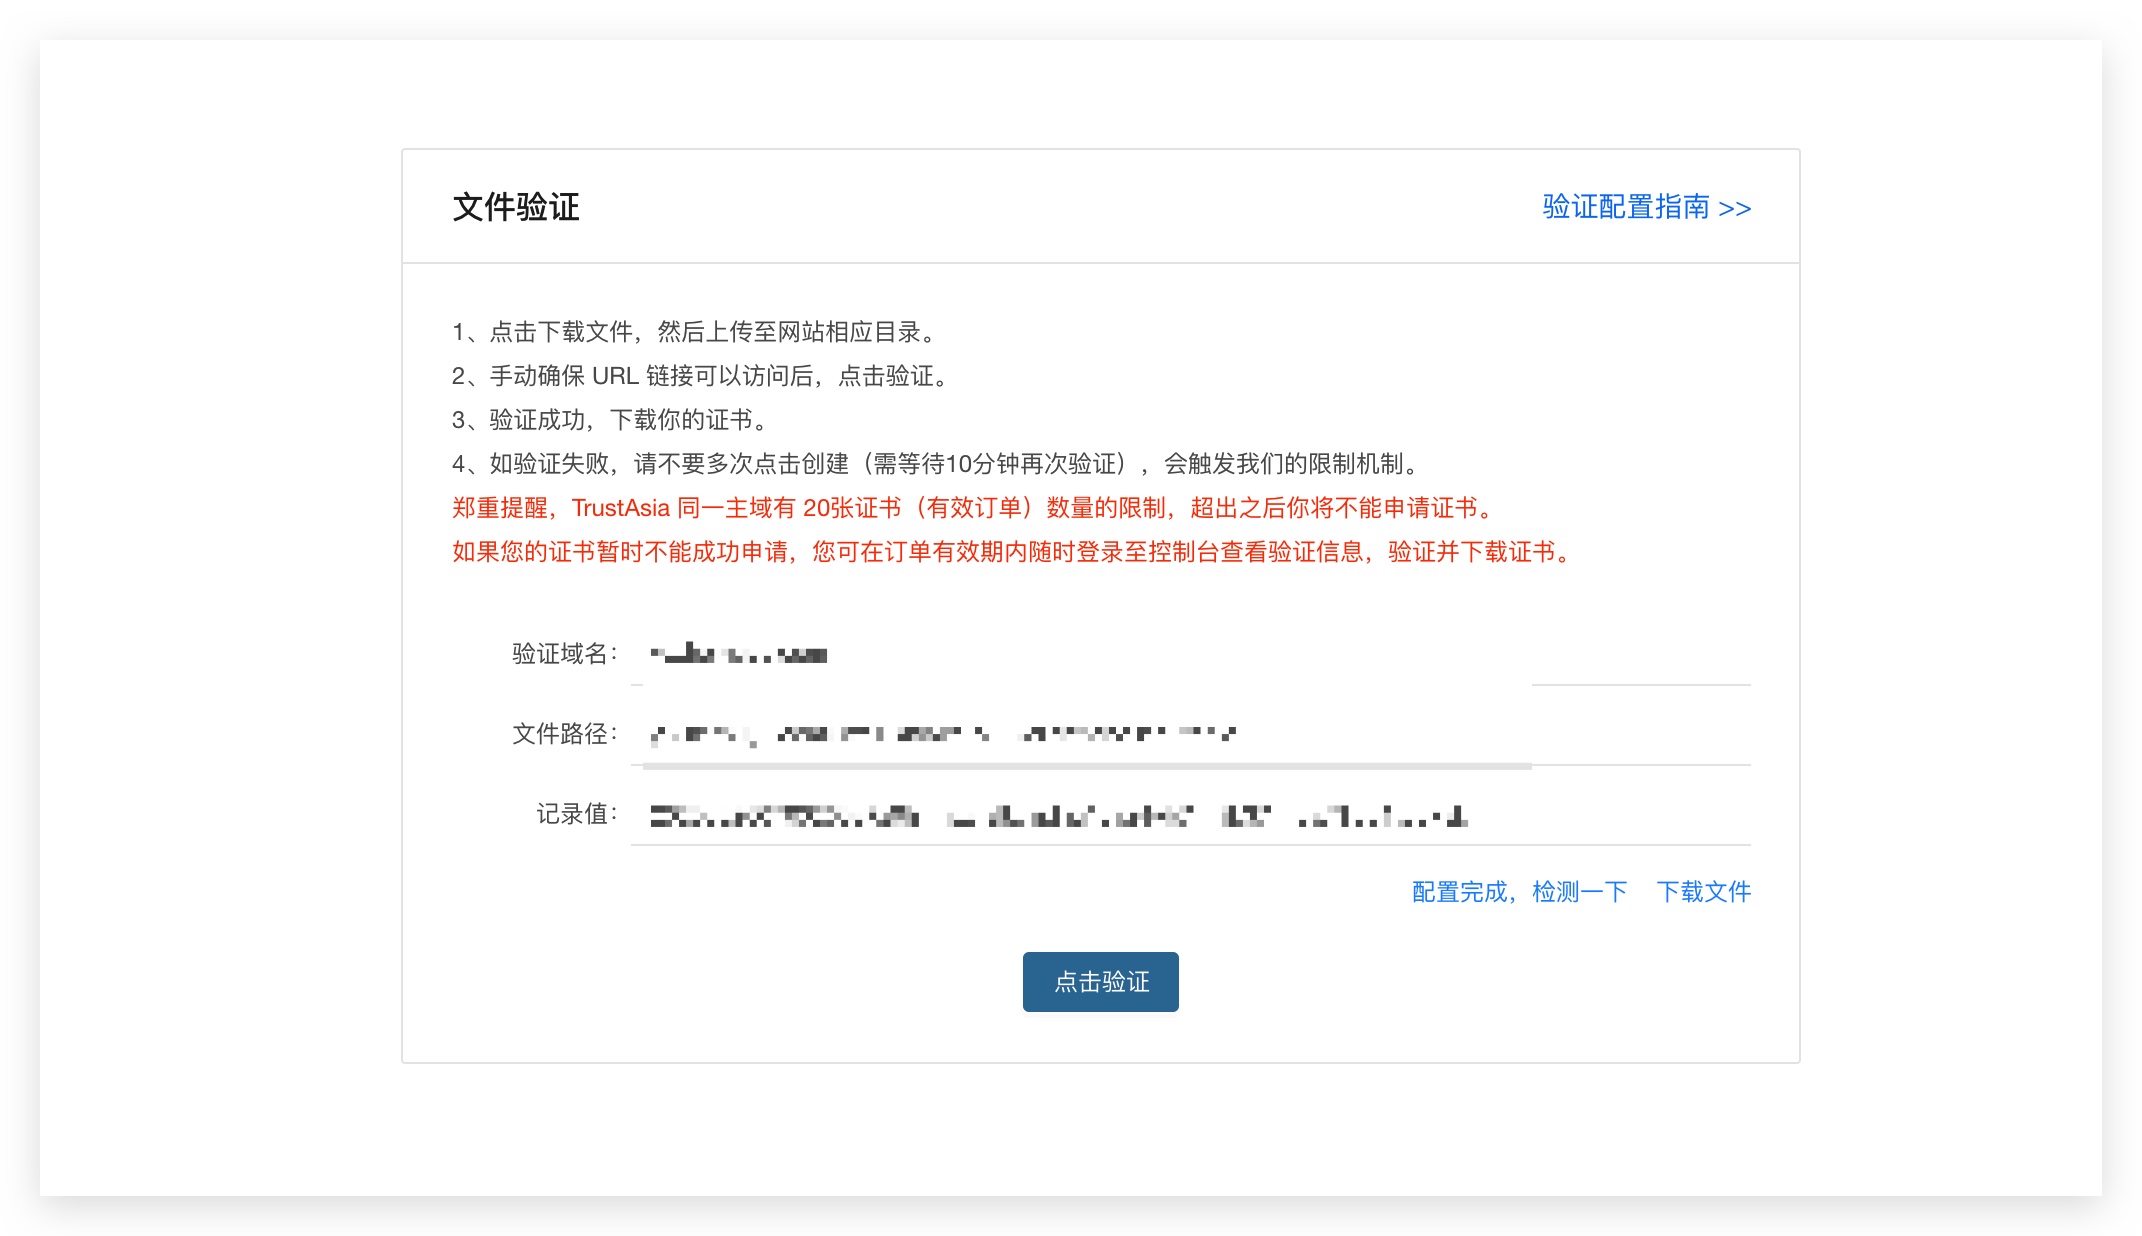 文件验证
验证配置指南 >>
1、点击下载文件，然后上传至网站相应目录。
2、手动确保 URL 链接可以访问后，点击验证。
3、验证成功，下载你的证书。
4、如验证失败，请不要多次点击创建（需等待10分钟再次验证），会触发我们的限制机制。
郑重提醒，TrustAsia 同一主域有 20张证书（有效订单）数量的限制，超出之后你将不能申请证书。
如果您的证书暂时不能成功申请，您可在订单有效期内随时登录至控制台查看验证信息，验证并下载证书。
验证域名：
文件路径：
记录值：
配置完成，检测一下 下载文件
点击验证